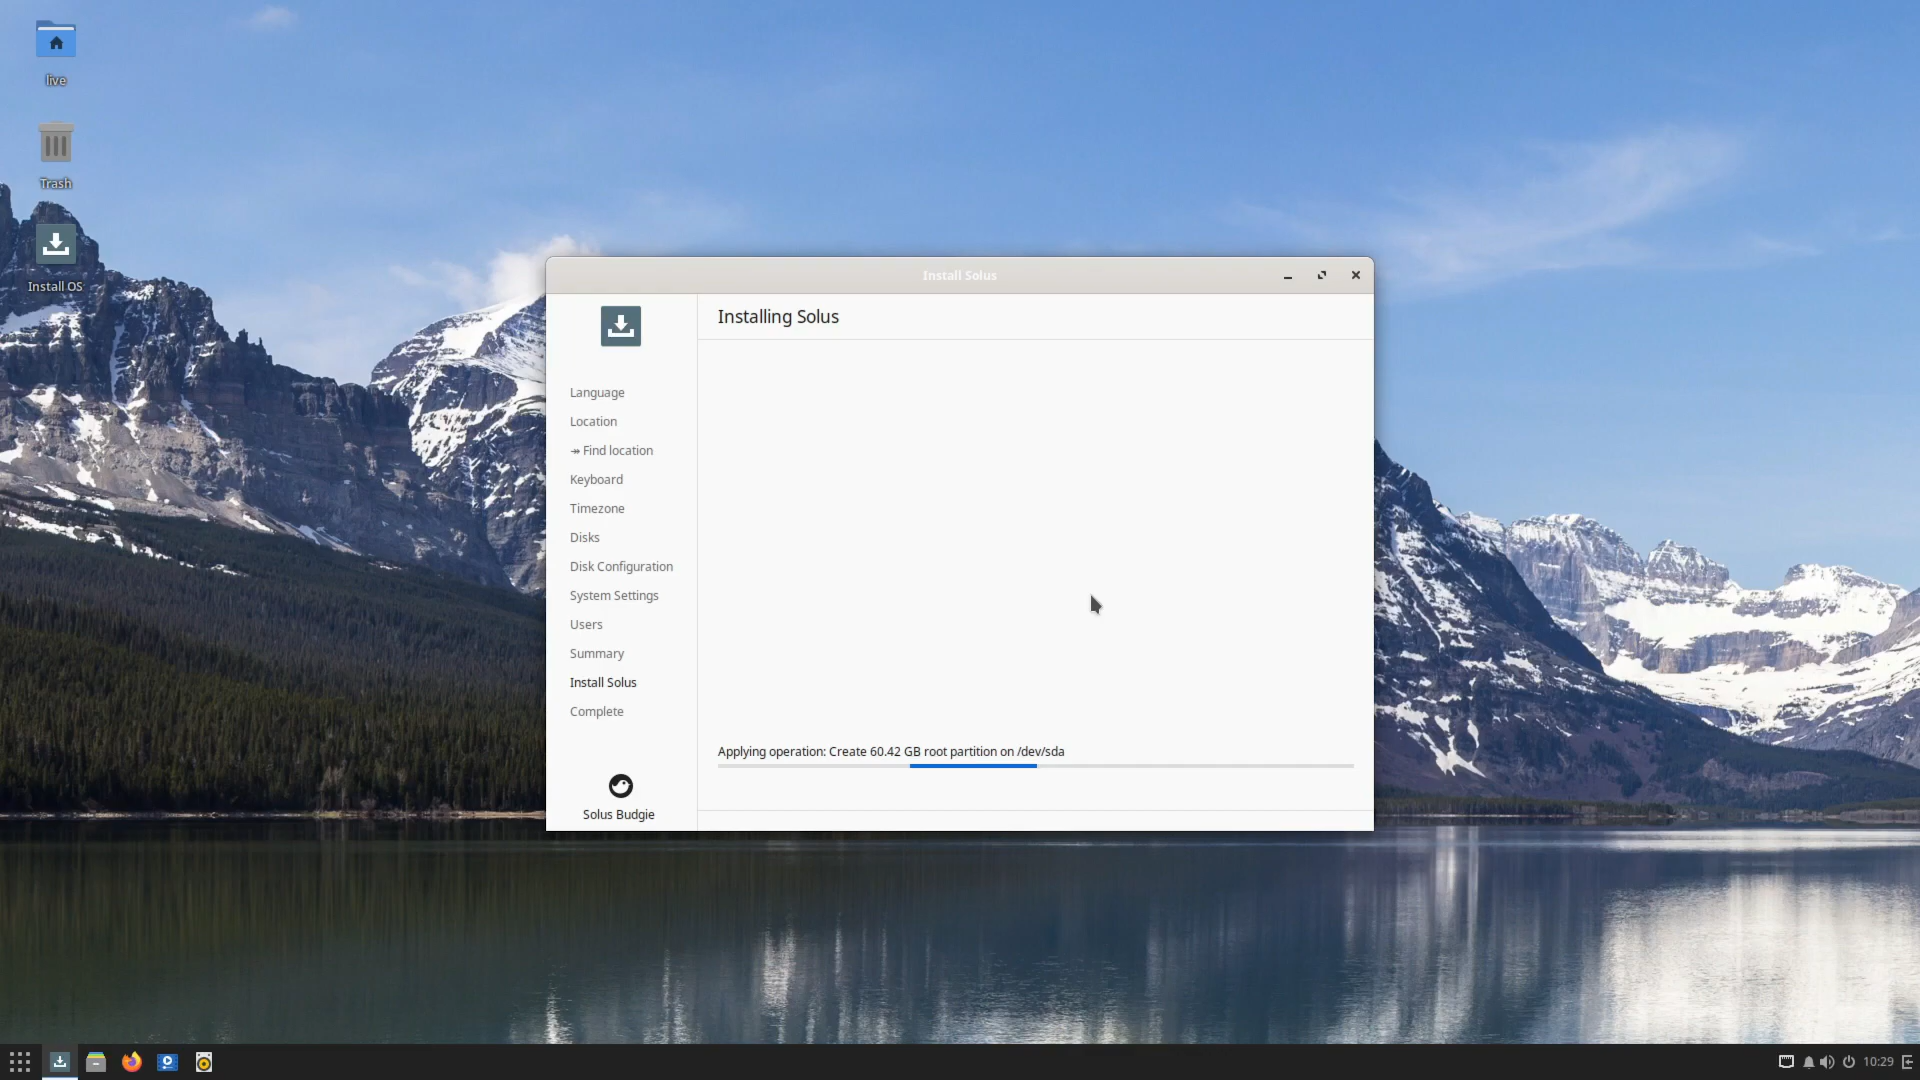 live
Trash
Install OS
Install Solus
Installing Solus
Language
Location
↠ Find location
Keyboard
Timezone
Disks
Disk Configuration
System Settings
Users
Summary
Install Solus
Complete
Applying operation: Create 60.42 GB root partition on /dev/sda
Solus Budgie
10:29